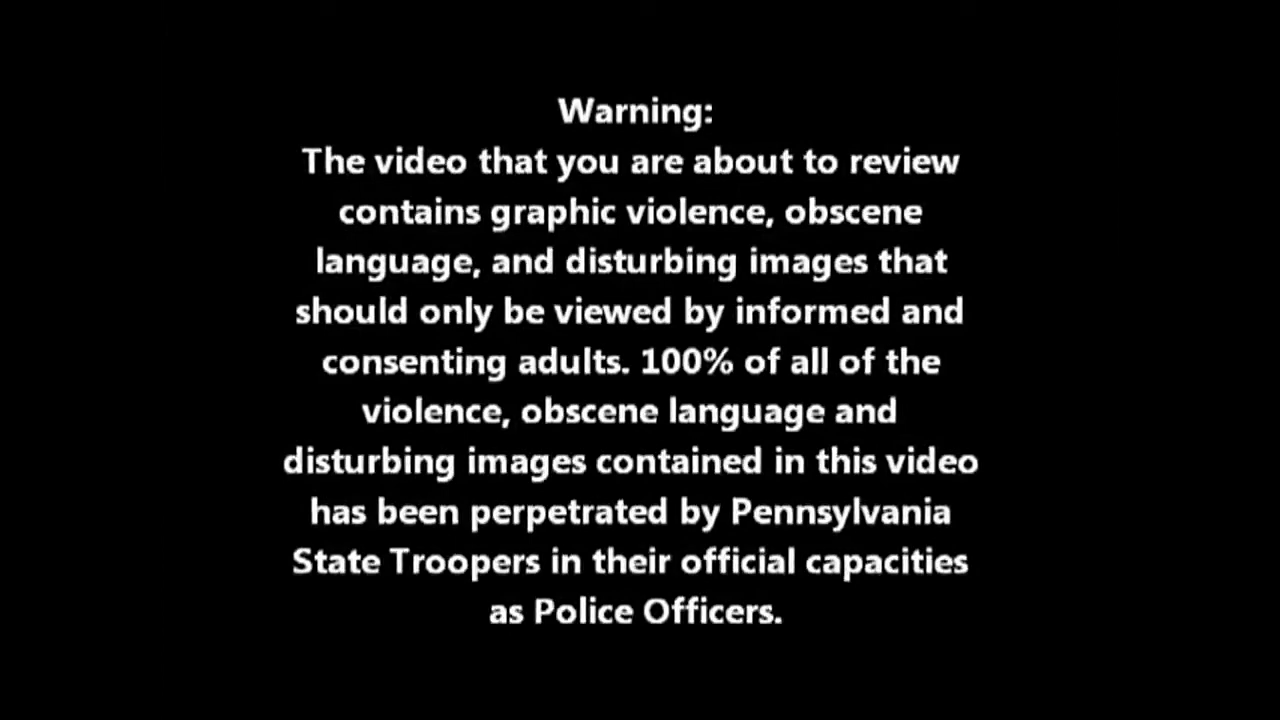 Warning:
The video that you are about to review
contains graphic violence, obscene
language, and disturbing images that
should only be viewed by informed and
consenting adults. 100% of all of the
violence, obscene language and
disturbing images contained in this video
has been perpetrated by Pennsylvania
State Troopers in their official capacities
as Police Officers.